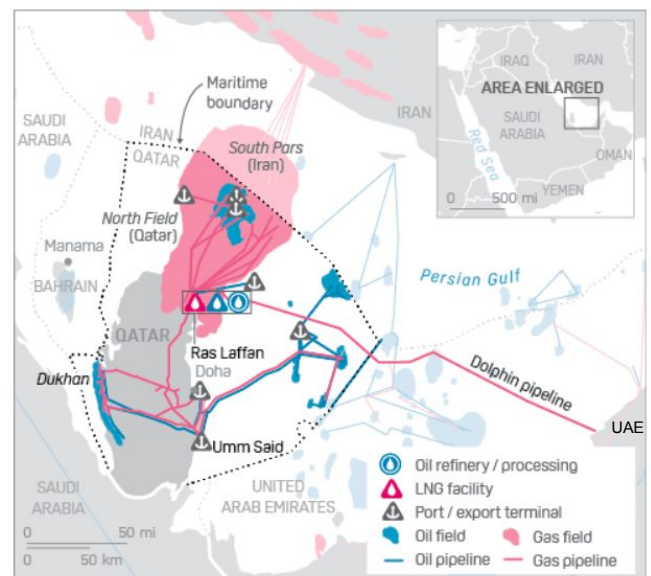 Maritime
boundary
SAUDI
ARABIA
IRAN
QATAR
South Pars
(Iran)
IRAN
North Field
(Qatar)
Manama
BAHRAIN
QATAR
Ras Laffan
Doha
Dukhan
Umm Said
Persian Gulf
Dolphin pipeline
UAE
SAUDI
ARABIA
UNITED
ARAB EMIRATES
0 50 mi
0 50 km
IRAQ
IRAN
AREA ENLARGED
SAUDI
ARABIA
Red Sea
OMAN
YEMEN
0 500 mi
Oil refinery / processing
LNG facility
Port / export terminal
Oil field Gas field
Oil pipeline Gas pipeline